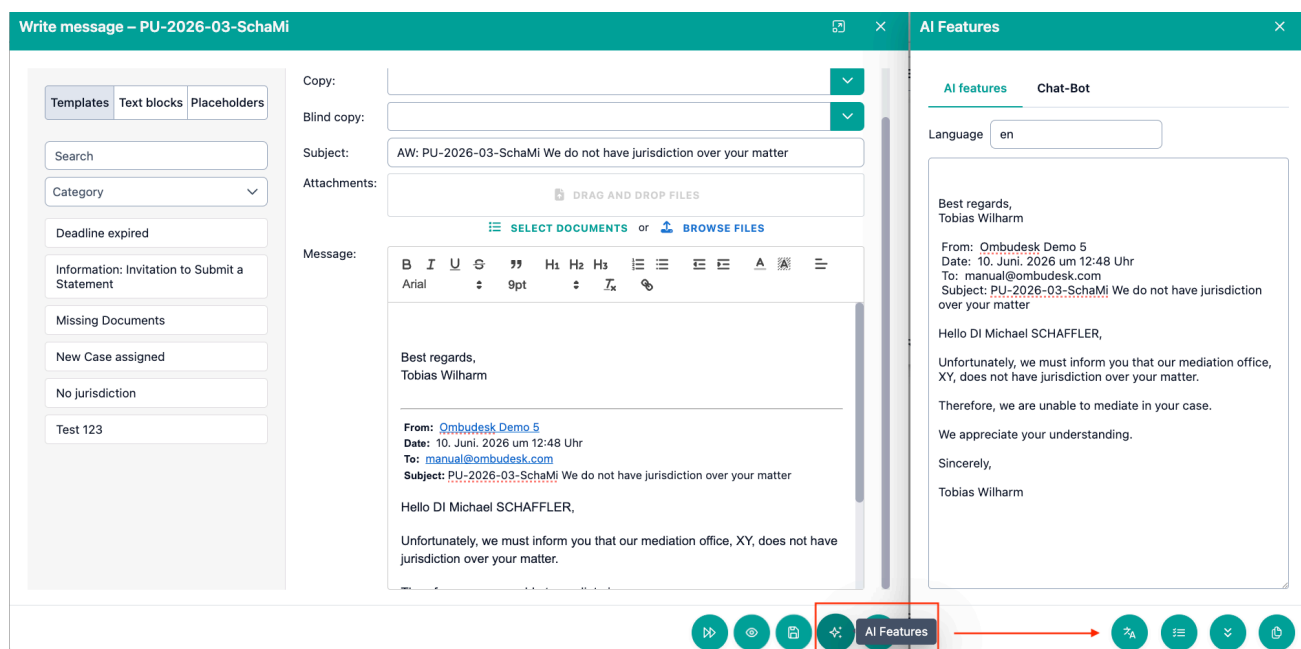 Write message – PU-2026-03-SchaMi
Templates Text blocks Placeholders
Search
Category
Deadline expired
Information: Invitation to Submit a
Statement
Missing Documents
New Case assigned
No jurisdiction
Test 123
Copy:
Blind copy:
Subject: AW: PU-2026-03-SchaMi We do not have jurisdiction over your matter
Attachments:
DRAG AND DROP FILES
SELECT DOCUMENTS or BROWSE FILES
Message:
B I U S H1 H2 H3 A A
Arial 9pt Tx
Best regards,
Tobias Wilharm
From: Ombudesk Demo 5
Date: 10. Juni. 2026 um 12:48 Uhr
To: manual@ombudesk.com
Subject: PU-2026-03-SchaMi We do not have jurisdiction over your matter
Hello DI Michael SCHAFFLER,
Unfortunately, we must inform you that our mediation office, XY, does not have
jurisdiction over your matter.
AI Features
AI Features
AI features Chat-Bot
Language en
Best regards,
Tobias Wilharm
From: Ombudesk Demo 5
Date: 10. Juni. 2026 um 12:48 Uhr
To: manual@ombudesk.com
Subject: PU-2026-03-SchaMi We do not have jurisdiction
over your matter
Hello DI Michael SCHAFFLER,
Unfortunately, we must inform you that our mediation office,
XY, does not have jurisdiction over your matter.
Therefore, we are unable to mediate in your case.
We appreciate your understanding.
Sincerely,
Tobias Wilharm